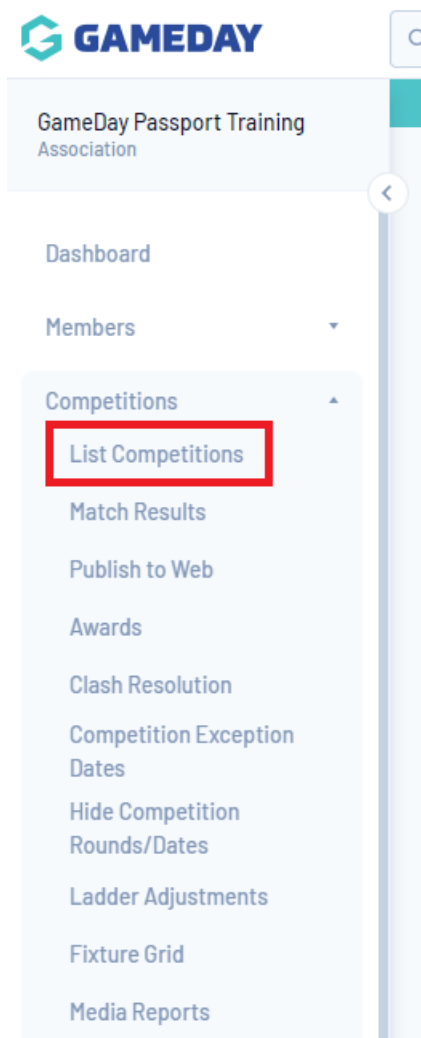 GAMEDAY
GameDay Passport Training
Association
Dashboard
Members
Competitions
List Competitions
Match Results
Publish to Web
Awards
Clash Resolution
Competition Exception
Dates
Hide Competition
Rounds/Dates
Ladder Adjustments
Fixture Grid
Media Reports